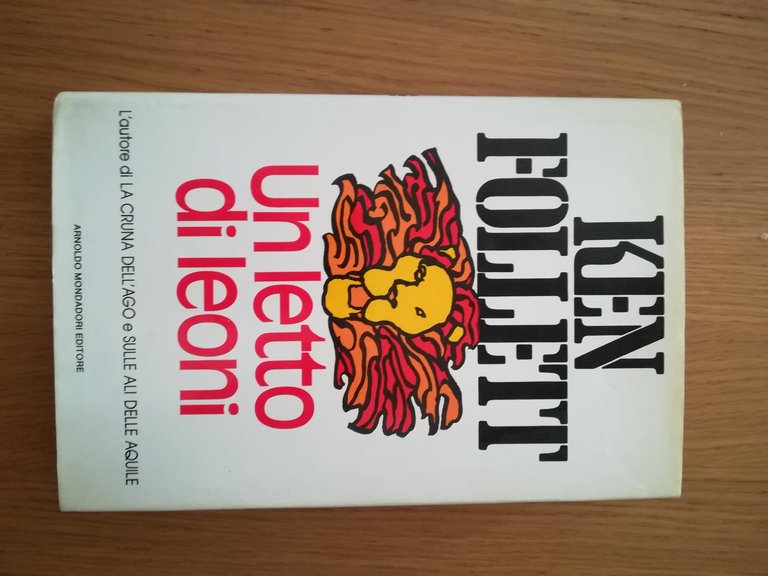 KEN
FOLLETT
Un letto
di leoni
L'autore di LA CRUNA DELL'AGO e SULLE ALI DELLE AQUILE
ARNOLDO MONDADORI EDITORE